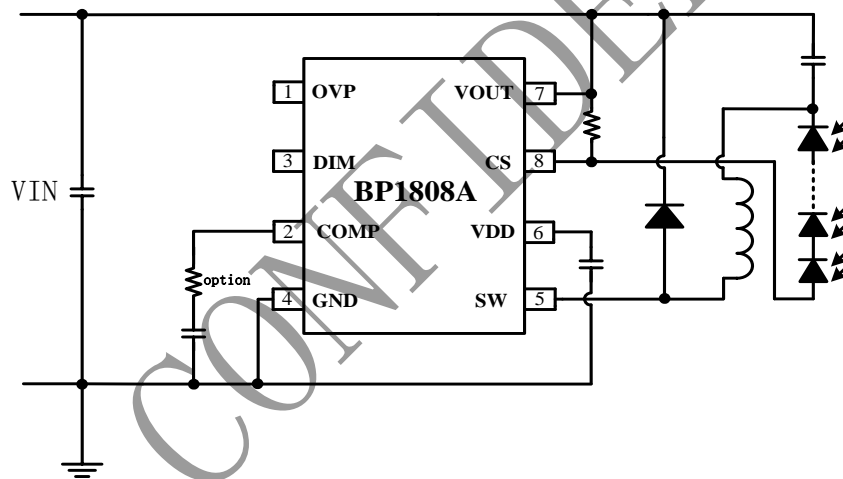 1 OVP VOUT 7
3 DIM CS 8
BP1808A
VIN
2 COMP VDD 6
option
4 GND SW 5
CONFIDE